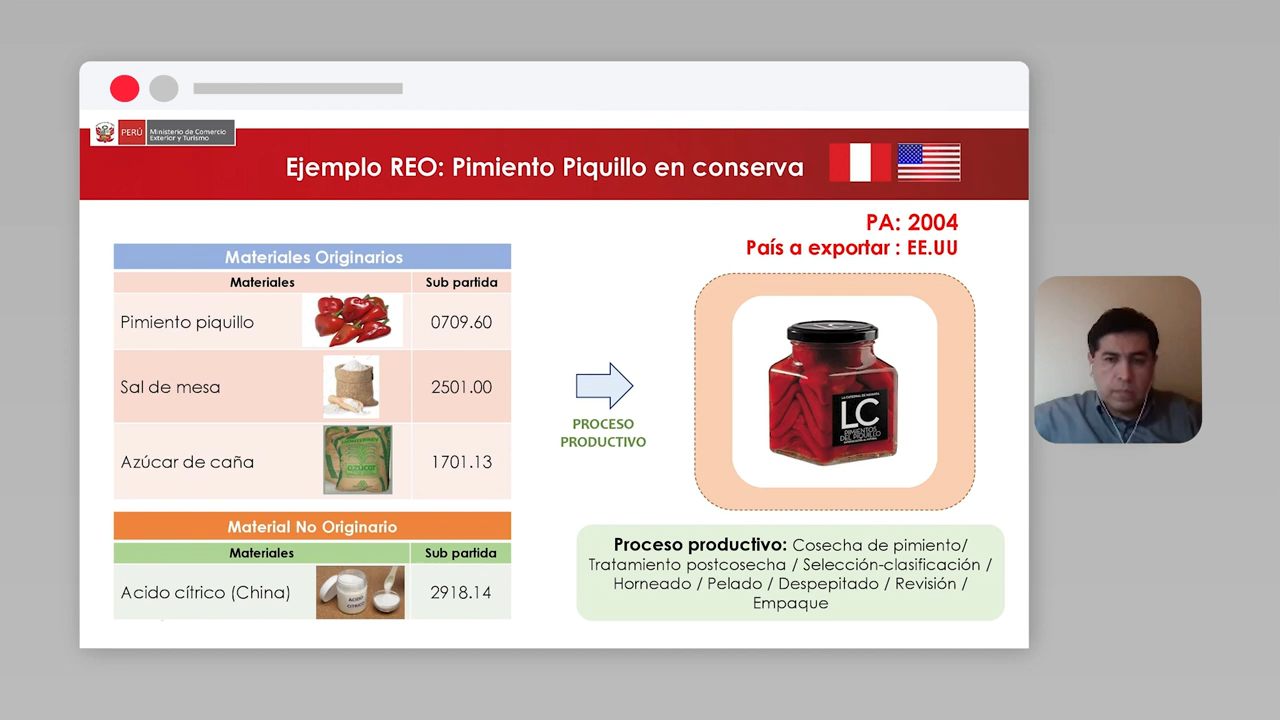 PERÚ
Ministerio de Comercio
Exterior y Turismo
Ejemplo REO: Pimiento Piquillo en conserva
PA: 2004
País a exportar : EE.UU
Materiales Originarios
Materiales Sub partida
Pimiento piquillo 0709.60
Sal de mesa 2501.00
Azúcar de caña 1701.13
azúcar
Material No Originario
Materiales Sub partida
Acido cítrico (China) 2918.14
PROCESO
PRODUCTIVO
LC
PIMIENTOS
DEL PIQUILLO
Proceso productivo: Cosecha de pimiento/
Tratamiento postcosecha / Selección-clasificación /
Horneado / Pelado / Despepitado / Revisión /
Empaque